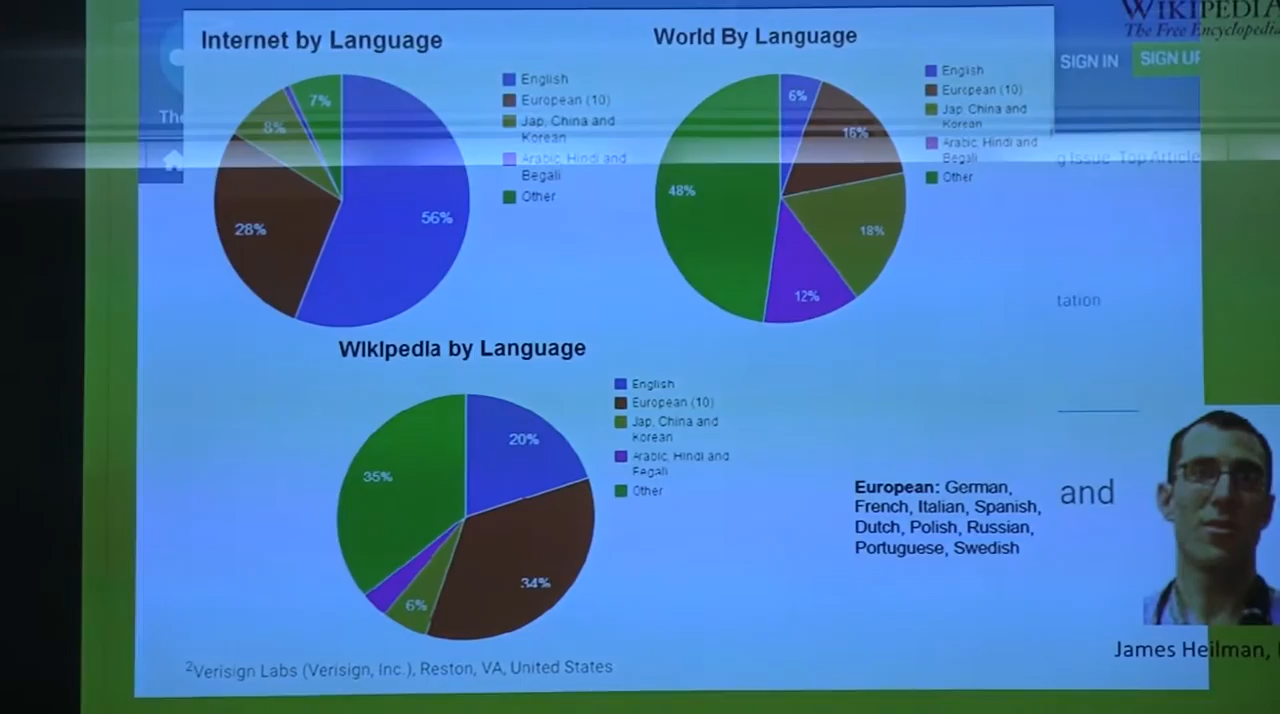 WIKIPEDIA
The Free Encyclopedia
SIGN IN
SIGN UP
The
g Issue Top Article
tation
and
Internet by Language
7%
8%
28%
56%
English
European (10)
Jap, China and
Korean
Arabic, Hindi and
Begali
Other
World By Language
6%
16%
18%
12%
48%
English
European (10)
Jap, China and
Korean
Arabic, Hindi and
Begali
Other
Wikipedia by Language
20%
34%
6%
35%
English
European (10)
Jap, China and
Korean
Arabic, Hindi and
Begali
Other
European: German,
French, Italian, Spanish,
Dutch, Polish, Russian,
Portuguese, Swedish
James Heilman,
2Verisign Labs (Verisign, Inc.), Reston, VA, United States